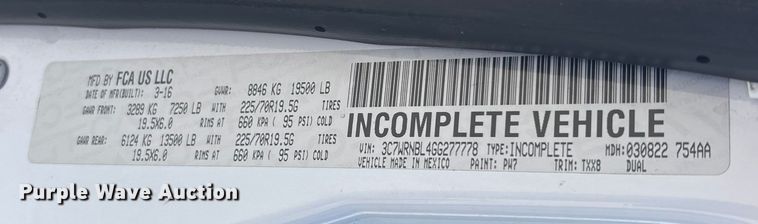 MFD BY FCA US LLC
DATE OF MFR(BUILT): 3-16 GVWR: 8846 KG 19500 LB
GAWR FRONT: 3289 KG 7250 LB WITH 225/70R19.5G TIRES
19.5X6.0 RIMS AT 660 KPA ( 95 PSI) COLD
GAWR REAR: 6124 KG 13500 LB WITH 225/70R19.5G TIRES
19.5X6.0 RIMS AT 660 KPA ( 95 PSI) COLD
INCOMPLETE VEHICLE
VIN: 3C7WRNBL4GG277778 TYPE: INCOMPLETE MDH: 030822 754AA
VEHICLE MADE IN MEXICO PAINT: PW7 TRIM: TXX8 DUAL
Purple Wave Auction